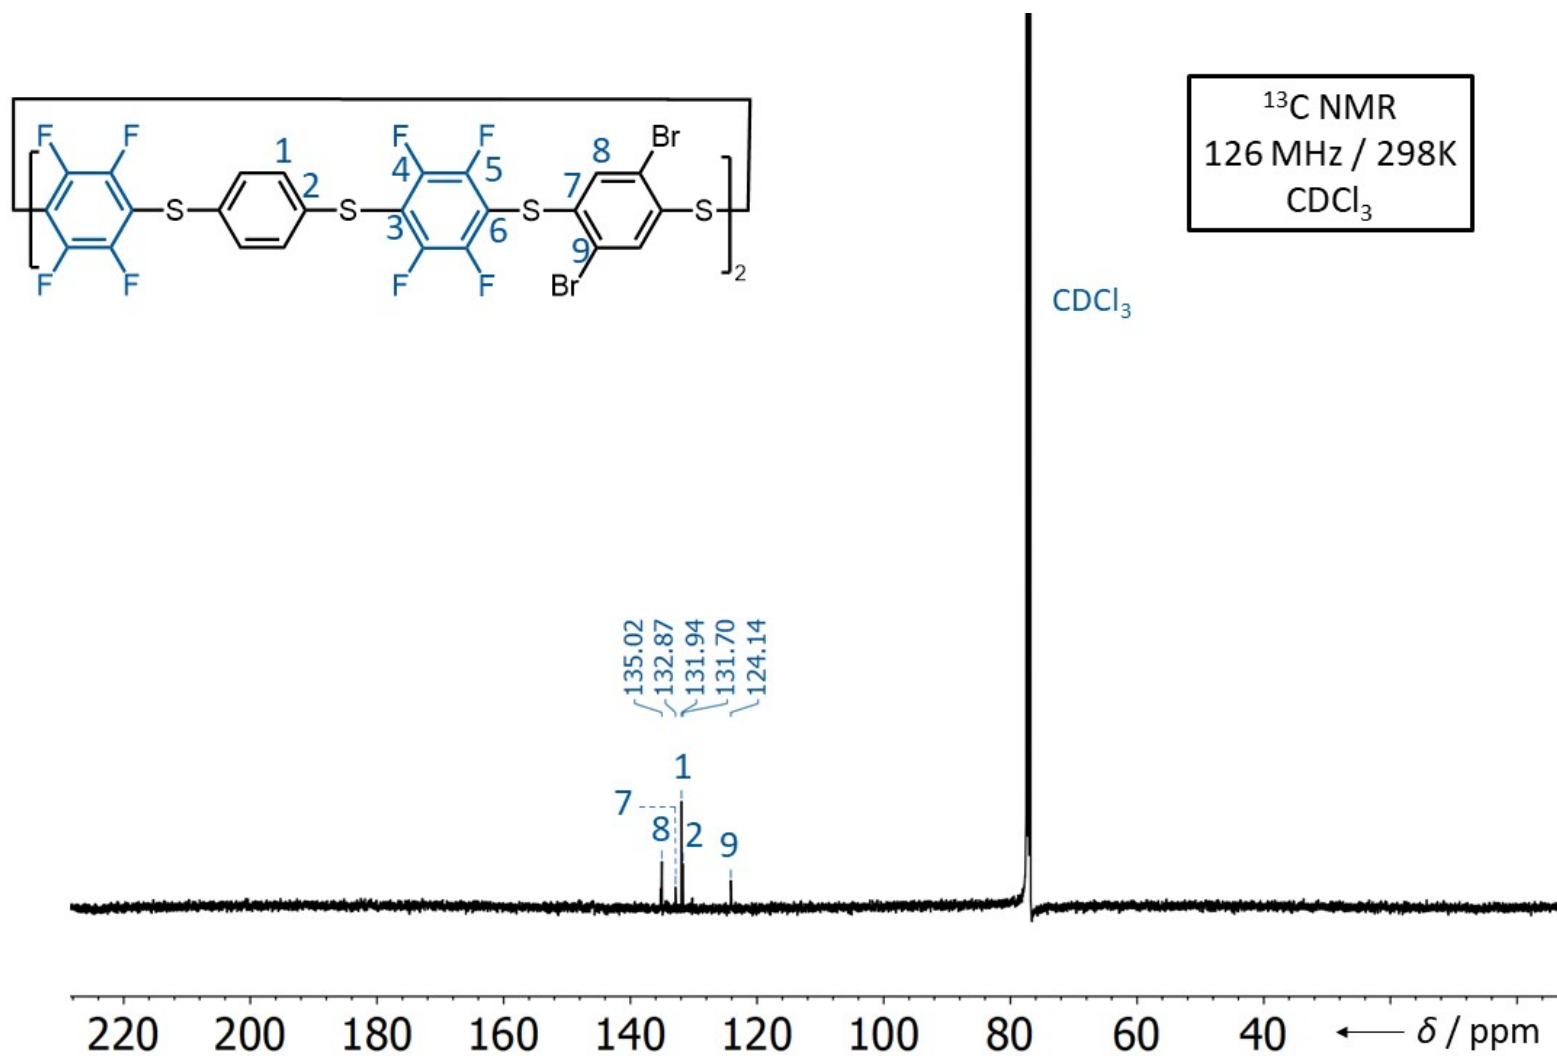 ¹³C NMR
126 MHz / 298K
CDCl₃
F F F F Br
1 8
4 5
2 7
S S S S
3 6
9
F F F F Br
2
CDCl₃
135.02
132.87
131.94
131.70
124.14
1
7
8 2 9
220 200 180 160 140 120 100 80 60 40 ← δ / ppm